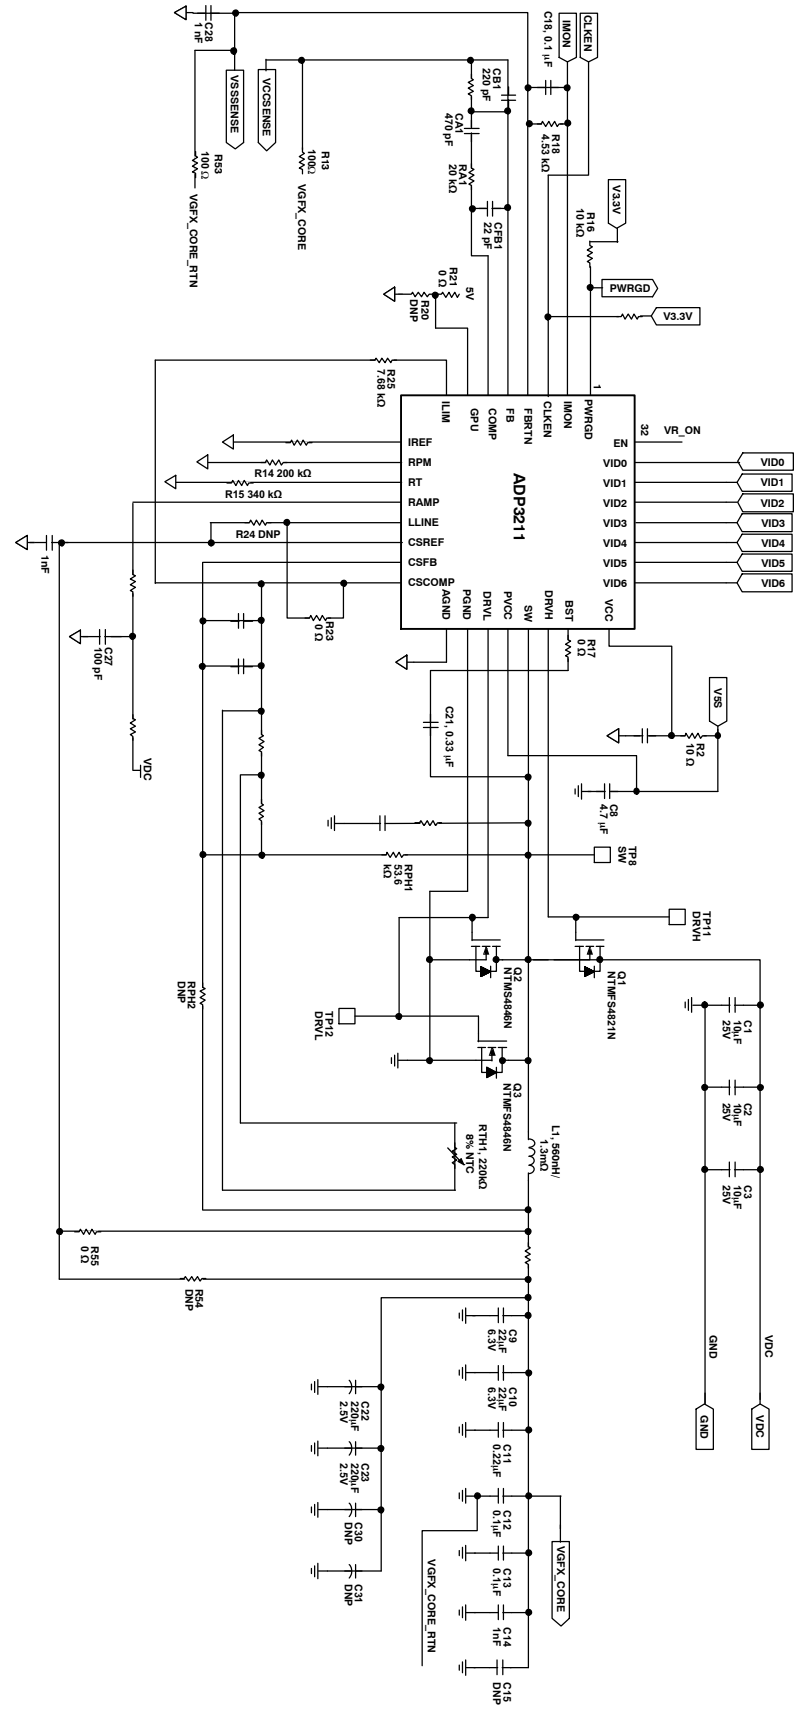 C28
1 nF
VSSSENSE
R53
100 Ω
VGFX_CORE_RTN
VCCSENSE
R13
100Ω
VGFX_CORE
CB1
220 pF
CA1
470 pF
RA1
20 kΩ
CFB1
22 pF
C18, 0.1 µF
IMON
CLKEN
R18
4.53 kΩ
V3.3V
R16
10 kΩ
PWRGD
V3.3V
5V
R21
0 Ω
R20
DNP
R25
7.68 kΩ
1
ILIM
GPU
COMP
FB
FBRTN
CLKEN
IMON
PWRGD
32
VR_ON
EN
VID0
VID1
VID2
VID3
VID4
VID5
VID6
VID0
VID1
VID2
VID3
VID4
VID5
VID6
ADP3211
IREF
RPM
RT
RAMP
LLINE
CSREF
CSFB
CSCOMP
R14 200 kΩ
R15 340 kΩ
R24 DNP
1nF
AGND
PGND
DRVL
PVCC
SW
DRVH
BST
VCC
R23
0 Ω
C27
100 pF
VDC
R17
0 Ω
C21, 0.33 µF
V5S
R2
10 Ω
C8
4.7 µF
TP8
SW
RPH1
53.6
kΩ
TP11
DRVH
Q1
NTMFS4821N
Q2
NTMS4846N
RPH2
DNP
TP12
DRVL
Q3
NTMFS4846N
C1
10µF
25V
C2
10µF
25V
C3
10µF
25V
L1, 560nH/
1.3mΩ
RTH1, 220kΩ
8% NTC
R55
0 Ω
R54
DNP
GND
VDC
GND
VDC
C9
22µF
6.3V
C10
22µF
6.3V
C11
0.22µF
C12
0.1µF
C13
0.1µF
C14
1nF
C15
DNP
C22
220µF
2.5V
C23
220µF
2.5V
C30
DNP
C31
DNP
VGFX_CORE
VGFX_CORE_RTN